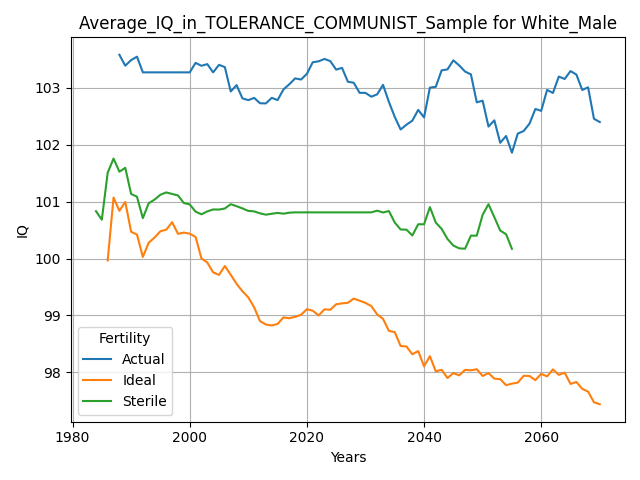 Average_IQ_in_TOLERANCE_COMMUNIST_Sample for White_Male
IQ
103
102
101
100
99
98
Fertility
Actual
Ideal
Sterile
1980
2000
2020
2040
2060
Years